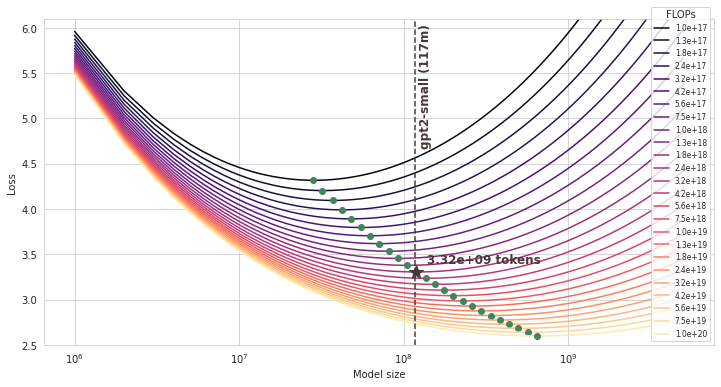 FLOPs
1.0e+17
1.3e+17
1.8e+17
2.4e+17
3.2e+17
4.2e+17
5.6e+17
7.5e+17
1.0e+18
1.3e+18
1.8e+18
2.4e+18
3.2e+18
4.2e+18
5.6e+18
7.5e+18
1.0e+19
1.3e+19
1.8e+19
2.4e+19
3.2e+19
4.2e+19
5.6e+19
7.5e+19
1.0e+20
6.0
5.5
5.0
4.5
4.0
3.5
3.0
2.5
Loss
gpt2-small (117m)
3.32e+09 tokens
10⁶
10⁷
10⁸
10⁹
Model size